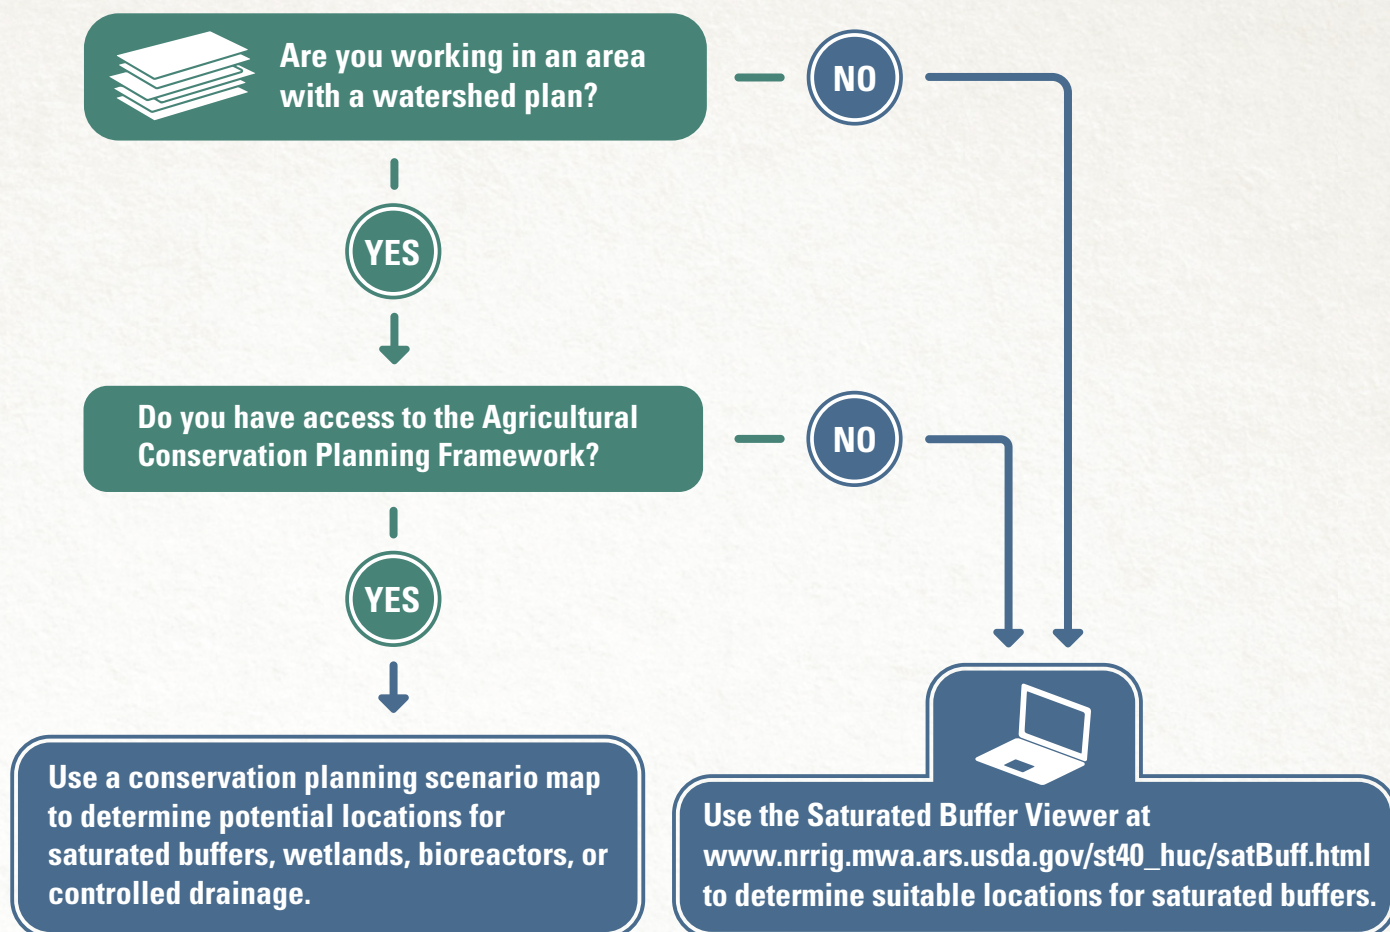 Are you working in an area
with a watershed plan?
NO
YES
Do you have access to the Agricultural
Conservation Planning Framework?
NO
YES
Use a conservation planning scenario map
to determine potential locations for
saturated buffers, wetlands, bioreactors, or
controlled drainage.
Use the Saturated Buffer Viewer at
www.nrrig.mwa.ars.usda.gov/st40_huc/satBuff.html
to determine suitable locations for saturated buffers.